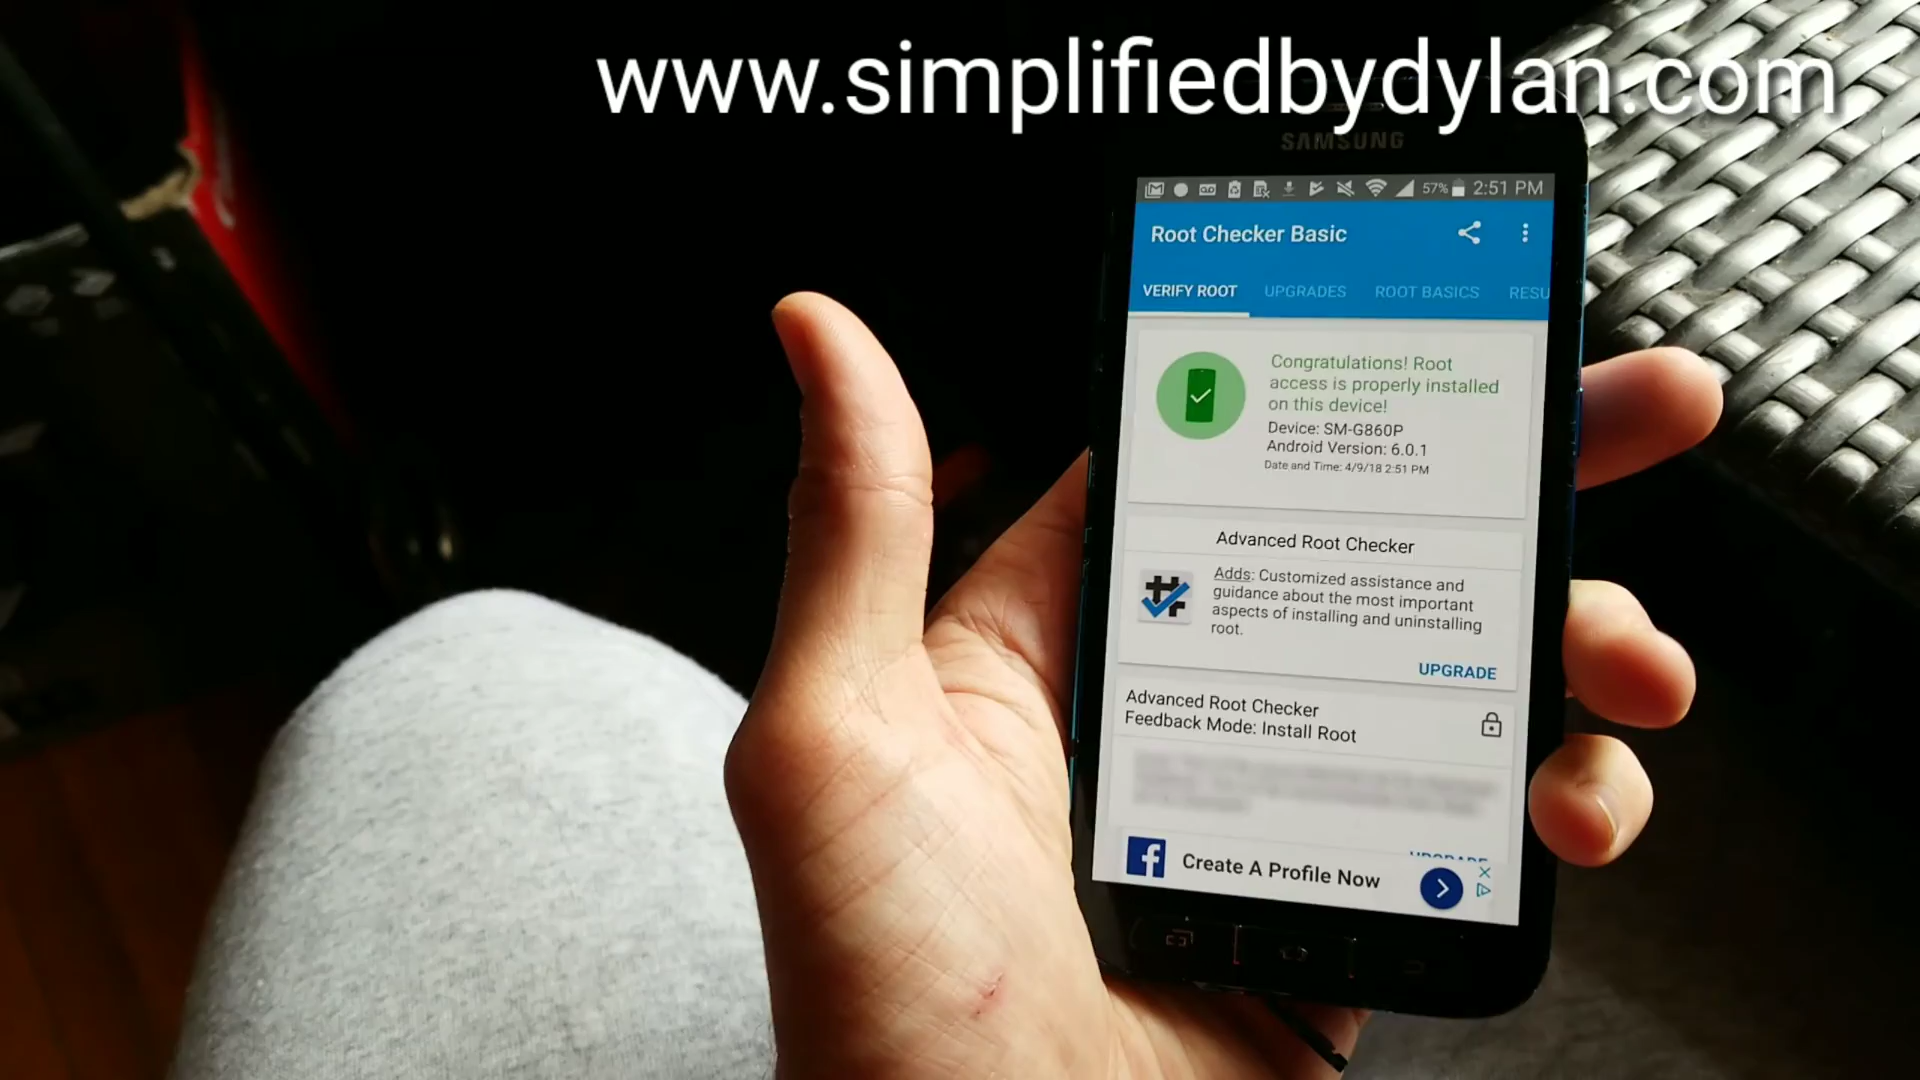 www.simplifiedbydylan.com
SAMSUNG
57% 2:51 PM
Root Checker Basic
VERIFY ROOT UPGRADES ROOT BASICS RESU
Congratulations! Root
access is properly installed
on this device!
Device: SM-G860P
Android Version: 6.0.1
Date and Time: 4/9/18 2:51 PM
Advanced Root Checker
Adds: Customized assistance and
guidance about the most important
aspects of installing and uninstalling
root.
UPGRADE
Advanced Root Checker
Feedback Mode: Install Root
Create A Profile Now